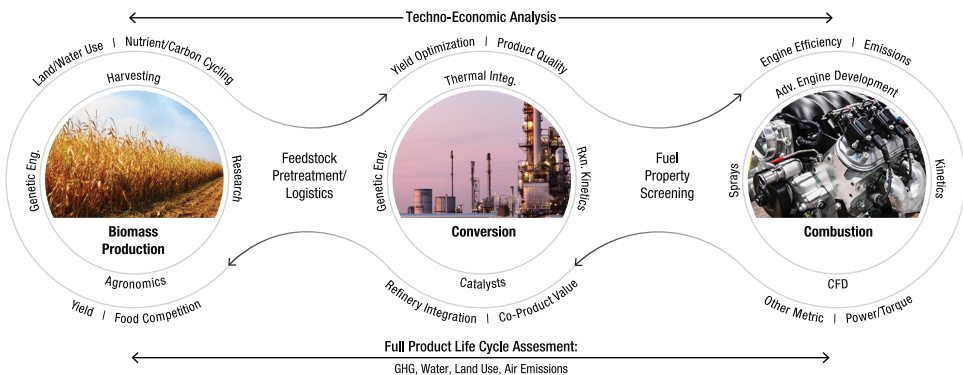 Techno-Economic Analysis
Land/Water Use | Nutrient/Carbon Cycling
Harvesting
Genetic Eng.
Research
Biomass
Production
Agronomics
Yield | Food Competition
Feedstock
Pretreatment/
Logistics
Yield Optimization | Product Quality
Thermal Integ.
Genetic Eng.
Rxn. Kinetics
Conversion
Catalysts
Refinery Integration | Co-Product Value
Fuel
Property
Screening
Engine Efficiency | Emissions
Adv. Engine Development
Sprays
Kinetics
Combustion
CFD
Other Metric | Power/Torque
Full Product Life Cycle Assesment:
GHG, Water, Land Use, Air Emissions